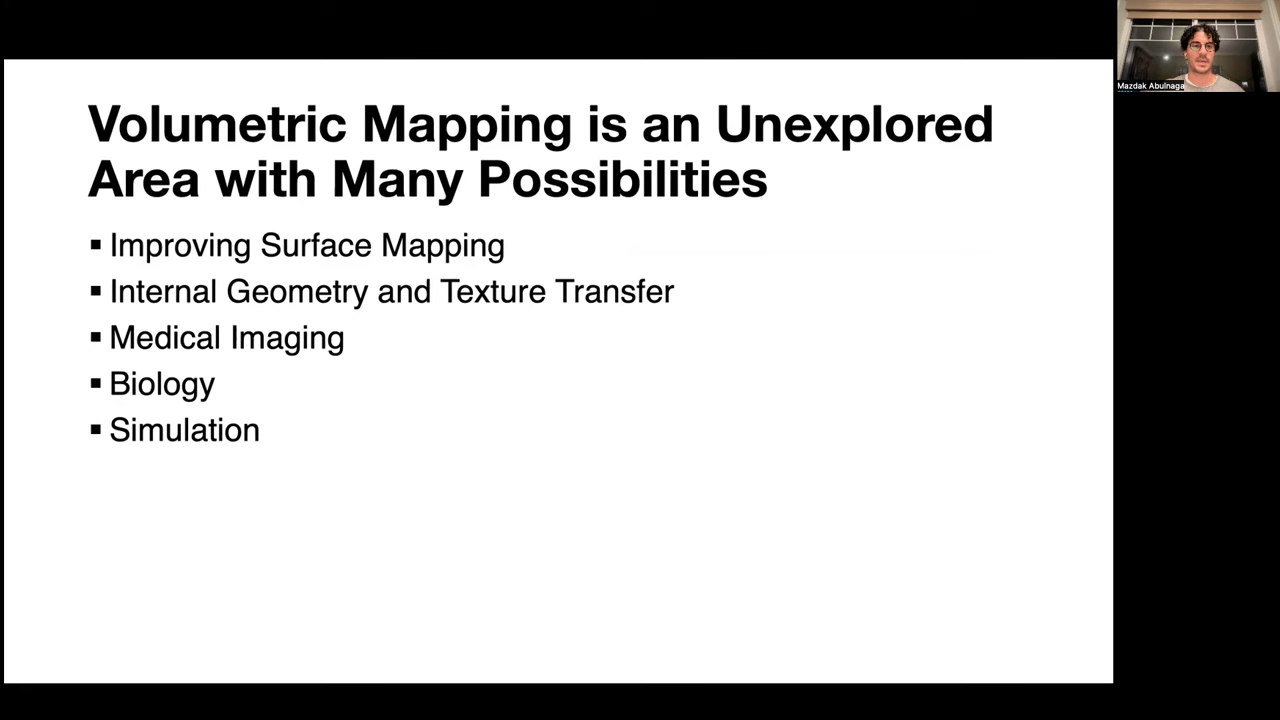 Volumetric Mapping is an Unexplored
Area with Many Possibilities
▪ Improving Surface Mapping
▪ Internal Geometry and Texture Transfer
▪ Medical Imaging
▪ Biology
▪ Simulation
Mazdak Abulnaga